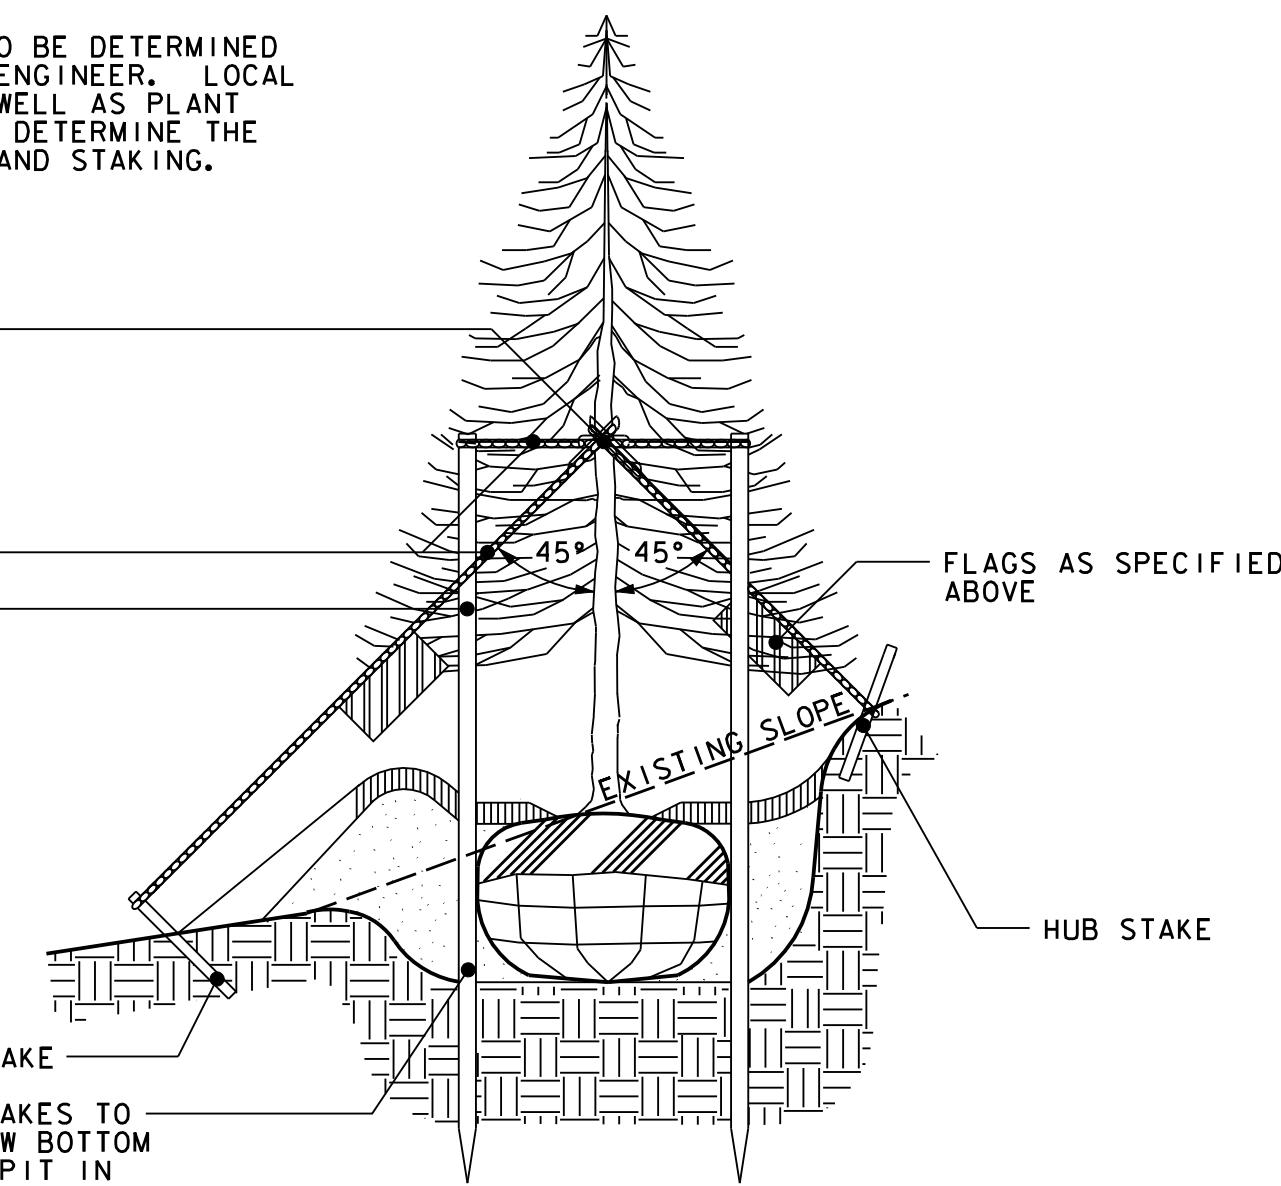 O BE DETERMINED
ENGINEER. LOCAL
WELL AS PLANT
DETERMINE THE
AND STAKING.
45° 45°
FLAGS AS SPECIFIED
ABOVE
EXISTING SLOPE
HUB STAKE
AKE
AKES TO
W BOTTOM
PIT IN